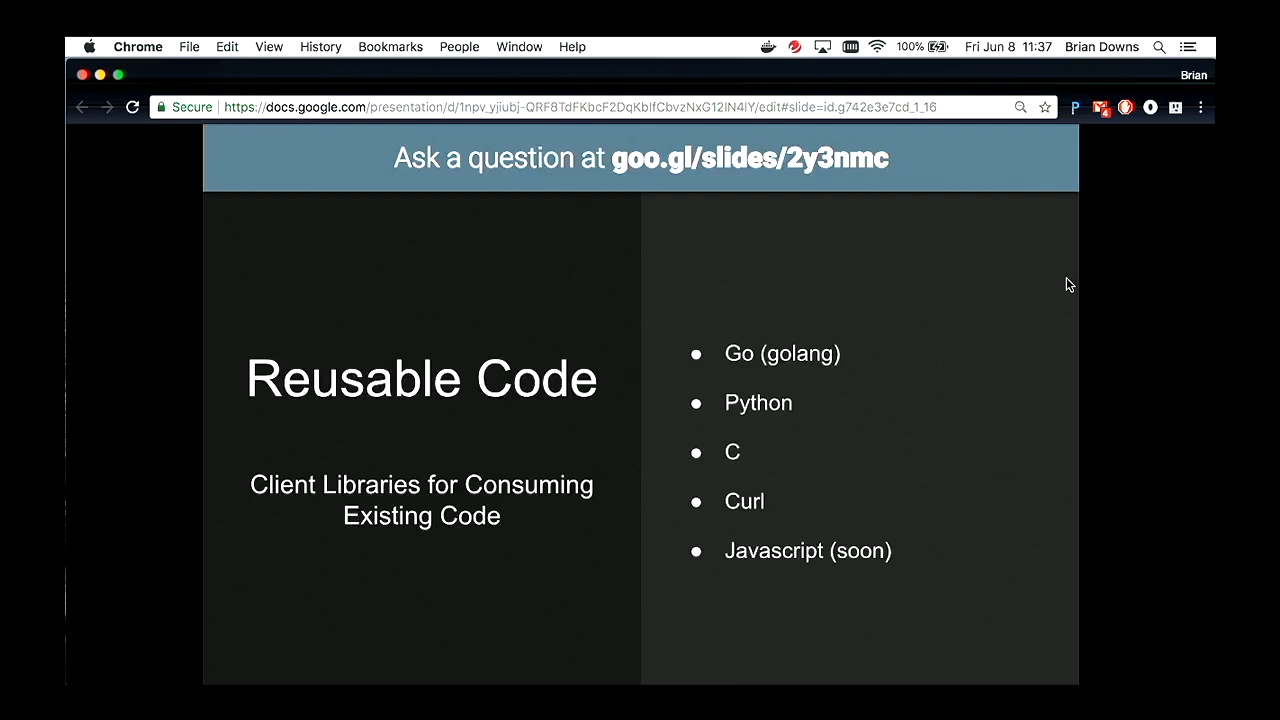 Chrome File Edit View History Bookmarks People Window Help 100% Fri Jun 8 11:37 Brian Downs
Brian
Secure https://docs.google.com/presentation/d/1npv_yjiubj-QRF8TdFKbcF2DqKbIfCbvzNxG12IN4IY/edit#slide=id.g742e3e7cd_1_16
Ask a question at goo.gl/slides/2y3nmc
Reusable Code
Client Libraries for Consuming
Existing Code
● Go (golang)
● Python
● C
● Curl
● Javascript (soon)